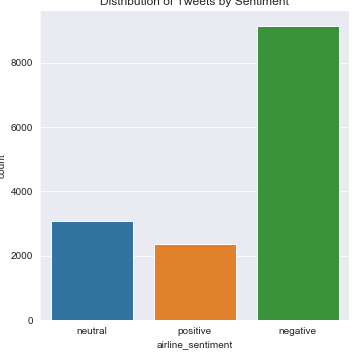 Distribution of Tweets by Sentiment
8000
6000
4000
2000
0
count
neutral positive negative
airline_sentiment